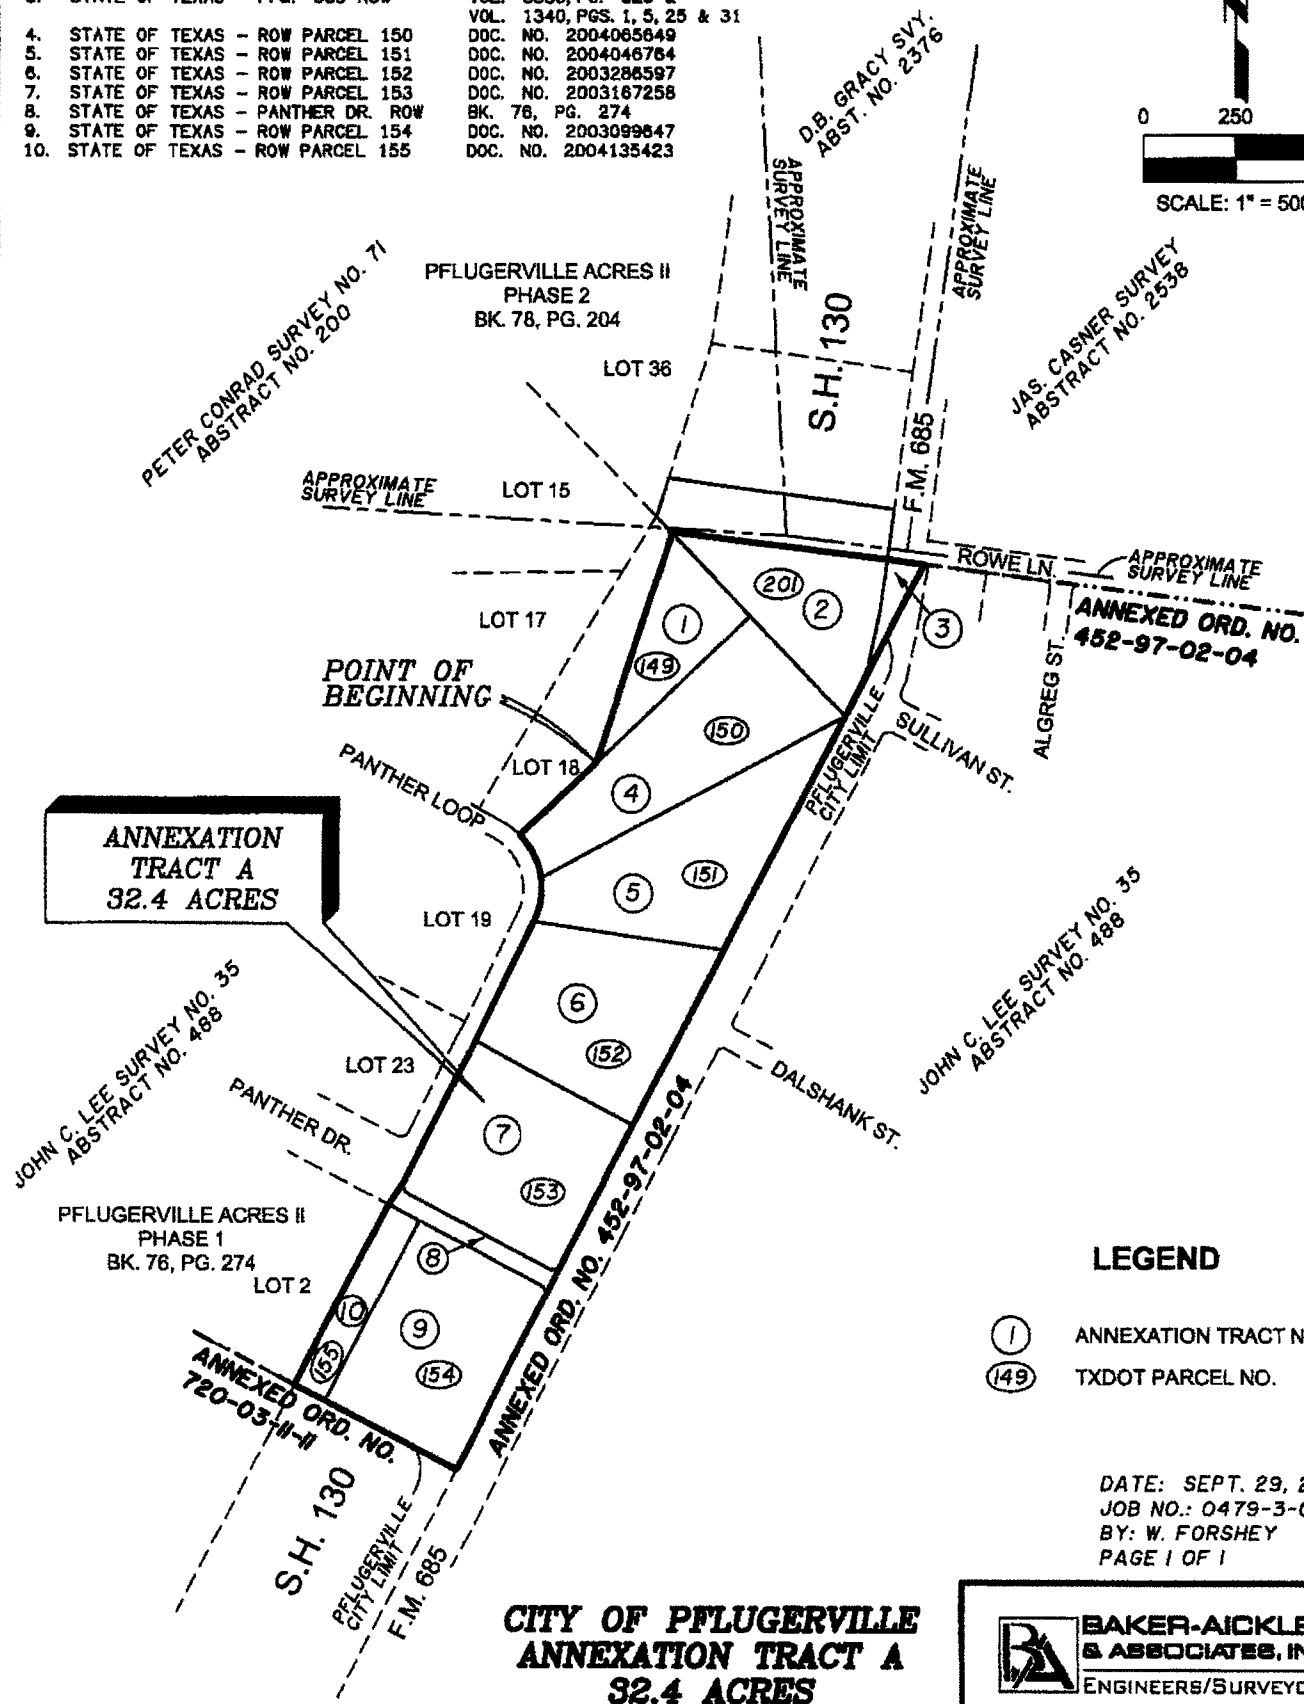 VOL. 1340, PGS. 1, 5, 25 & 31
4. STATE OF TEXAS - ROW PARCEL 150 DOC. NO. 2004065649
5. STATE OF TEXAS - ROW PARCEL 151 DOC. NO. 2004046764
6. STATE OF TEXAS - ROW PARCEL 152 DOC. NO. 2003286597
7. STATE OF TEXAS - ROW PARCEL 153 DOC. NO. 2003167258
8. STATE OF TEXAS - PANTHER DR. ROW BK. 76, PG. 274
9. STATE OF TEXAS - ROW PARCEL 154 DOC. NO. 2003099647
10. STATE OF TEXAS - ROW PARCEL 155 DOC. NO. 2004135423
0 250
SCALE: 1" = 500
D.B. GRACY SVY.
ABST. NO. 2376
APPROXIMATE
SURVEY LINE
APPROXIMATE
SURVEY LINE
PETER CONRAD SURVEY NO. 71
ABSTRACT NO. 200
PFLUGERVILLE ACRES II
PHASE 2
BK. 78, PG. 204
LOT 36
S.H. 130
F.M. 685
JAS. CASNER SURVEY
ABSTRACT NO. 2538
APPROXIMATE
SURVEY LINE
LOT 15
ROWE LN.
APPROXIMATE
SURVEY LINE
ANNEXED ORD. NO.
452-97-02-04
201
2
3
1
149
LOT 17
POINT OF
BEGINNING
150
4
LOT 18
PANTHER LOOP
PFLUGERVILLE
CITY LIMIT
SULLIVAN ST.
ALGREG ST.
ANNEXATION
TRACT A
32.4 ACRES
151
5
LOT 19
JOHN C. LEE SURVEY NO. 35
ABSTRACT NO. 488
JOHN C. LEE SURVEY NO. 35
ABSTRACT NO. 488
6
152
LOT 23
PANTHER DR.
DALSHANK ST.
7
153
PFLUGERVILLE ACRES II
PHASE 1
BK. 76, PG. 274
LOT 2
8
10
9
155
154
ANNEXED ORD. NO. 452-97-02-04
ANNEXED ORD. NO.
720-03-11-11
S.H. 130
PFLUGERVILLE
CITY LIMIT
F.M. 685
LEGEND
1 ANNEXATION TRACT N
149 TXDOT PARCEL NO.
DATE: SEPT. 29, 2
JOB NO.: 0479-3-0
BY: W. FORSHEY
PAGE 1 OF 1
CITY OF PFLUGERVILLE
ANNEXATION TRACT A
32.4 ACRES
BA
BAKER-AICKLE
& ASSOCIATES, IN
ENGINEERS/SURVEYO